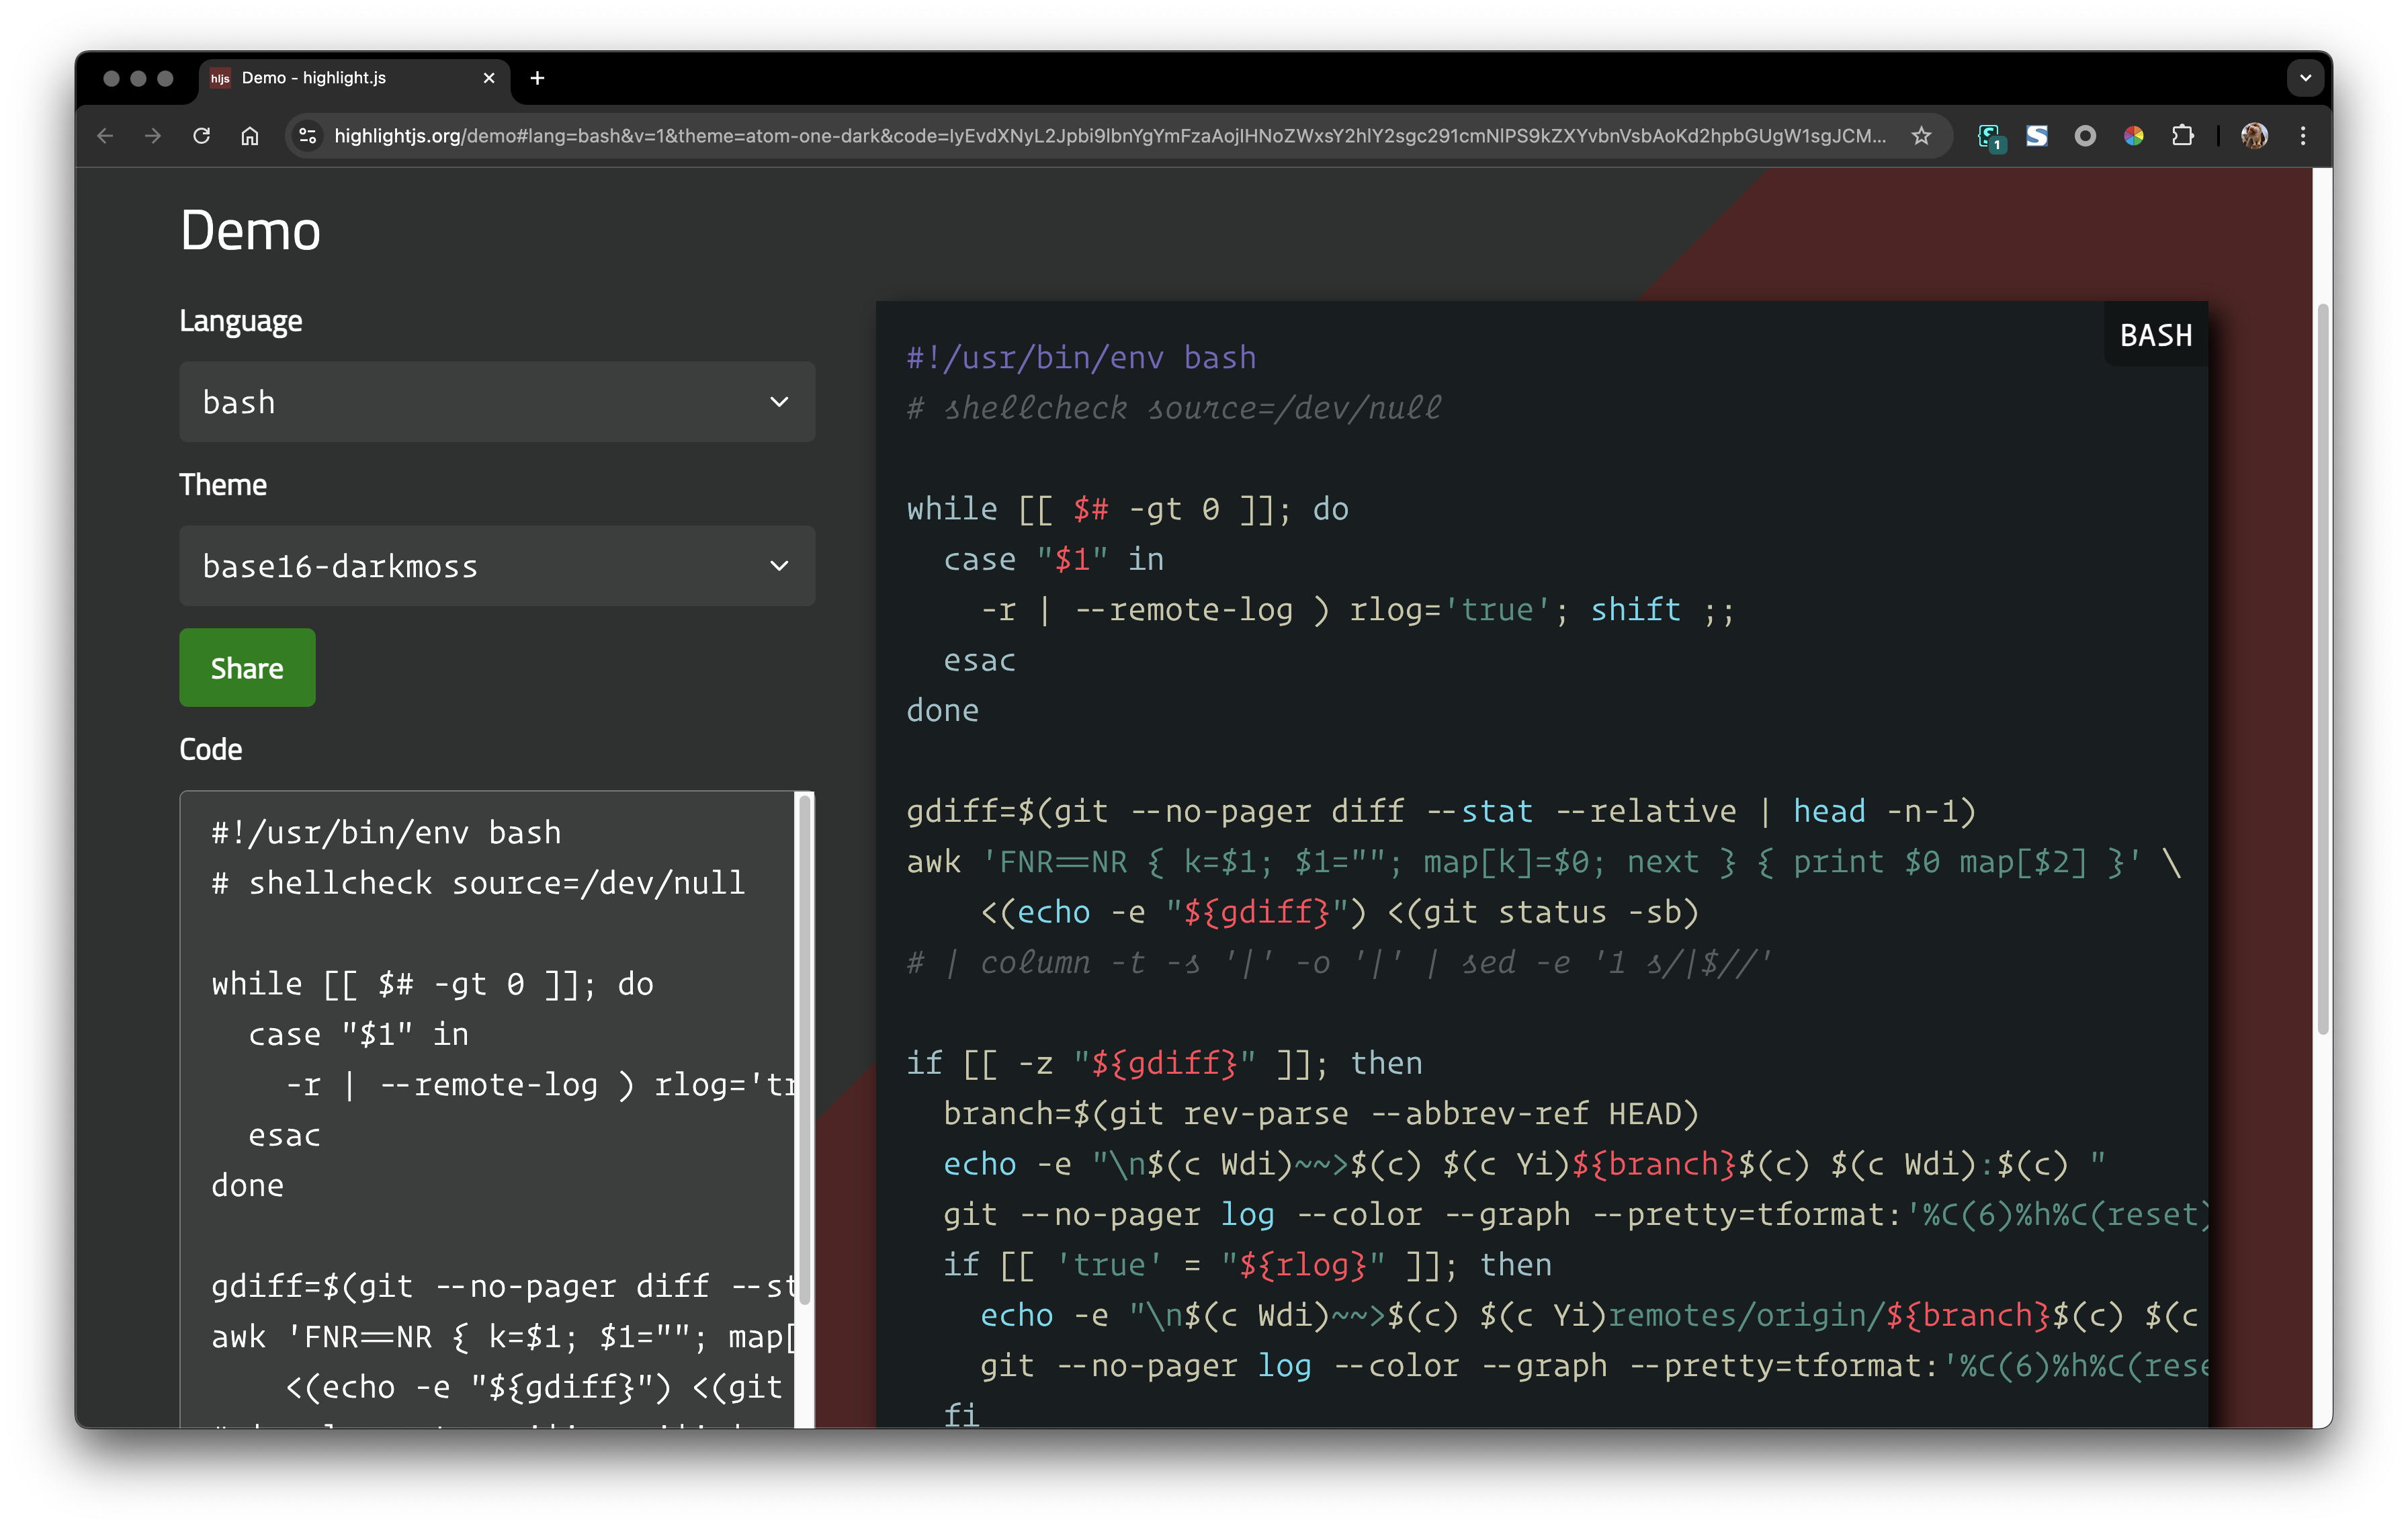 hljs Demo - highlight.js
highlightjs.org/demo#lang=bash&v=1&theme=atom-one-dark&code=
1
Demo
Language
bash
Theme
base16-darkmoss
Share
Code
#!/usr/bin/env bash
# shellcheck source=/dev/null
while [[ $# -gt 0 ]]; do
case "$1" in
-r | --remote-log ) rlog='tr
esac
done
gdiff=$(git --no-pager diff --st
awk 'FNR==NR { k=$1; $1=""; map[
<(echo -e "${gdiff}") <(git
BASH
#!/usr/bin/env bash
# shellcheck source=/dev/null
while [[ $# -gt 0 ]]; do
case "$1" in
-r | --remote-log ) rlog='true'; shift ;;
esac
done
gdiff=$(git --no-pager diff --stat --relative | head -n-1)
awk 'FNR==NR { k=$1; $1=""; map[k]=$0; next } { print $0 map[$2] }' \
<(echo -e "${gdiff}") <(git status -sb)
# | column -t -s '|' -o '|' | sed -e '1 s/|$//'
if [[ -z "${gdiff}" ]]; then
branch=$(git rev-parse --abbrev-ref HEAD)
echo -e "\n$(c Wdi)~~>$(c) $(c Yi)${branch}$(c) $(c Wdi):$(c) "
git --no-pager log --color --graph --pretty=tformat:'%C(6)%h%C(reset)
if [[ 'true' = "${rlog}" ]]; then
echo -e "\n$(c Wdi)~~>$(c) $(c Yi)remotes/origin/${branch}$(c) $(c
git --no-pager log --color --graph --pretty=tformat:'%C(6)%h%C(rese
fi